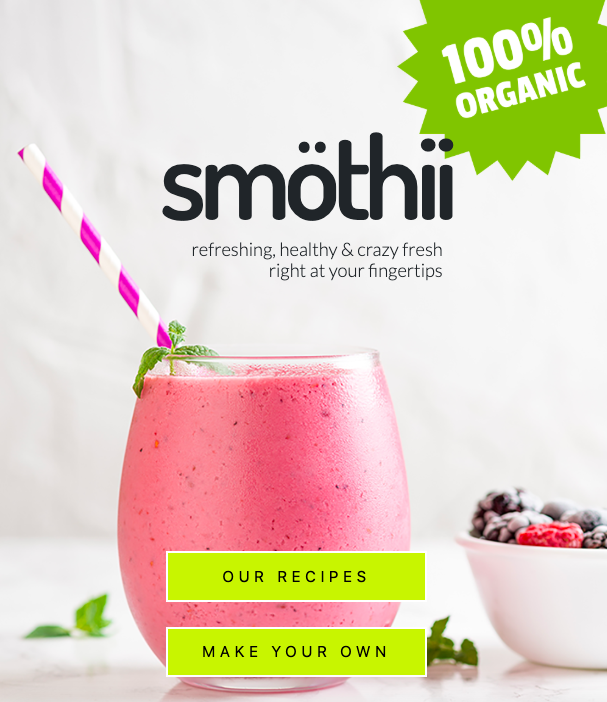 100%
ORGANIC
smöthii
refreshing, healthy & crazy fresh
right at your fingertips
OUR RECIPES
MAKE YOUR OWN